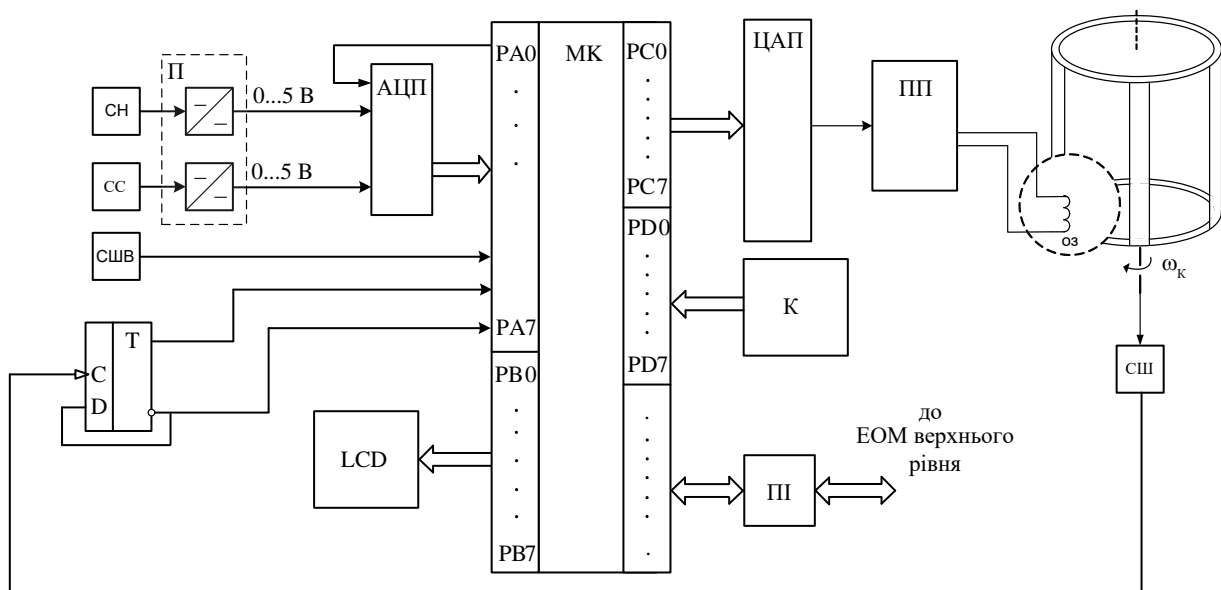 П
СН
0...5 В
СС
0...5 В
АЦП
СШВ
T
C
D
LCD
PA0
PA7
PB0
PB7
МК
PC0
PC7
PD0
PD7
ЦАП
ПП
К
ПІ
до
ЕОМ верхнього
рівня
ОЗ
ωК
СШ